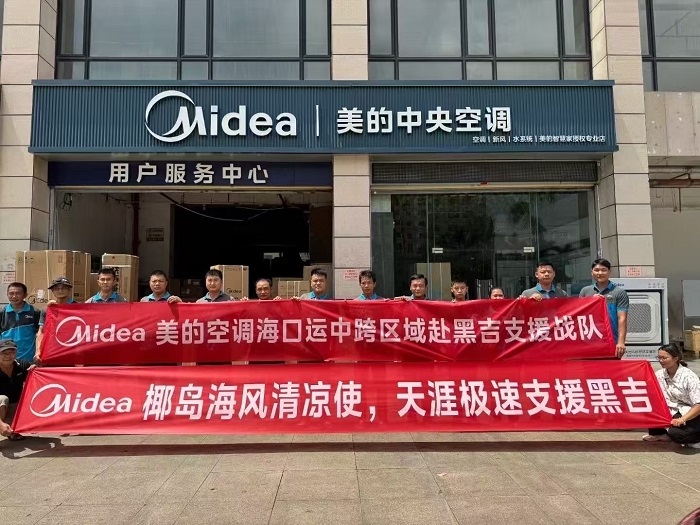 Midea | 美的中央空调
空调 | 新风 | 水系统 | 美的智慧家授权专业店
用户服务中心
Midea 美的空调海口运中跨区域赴黑吉支援战队
Midea 椰岛海风清凉使，天涯极速支援黑吉